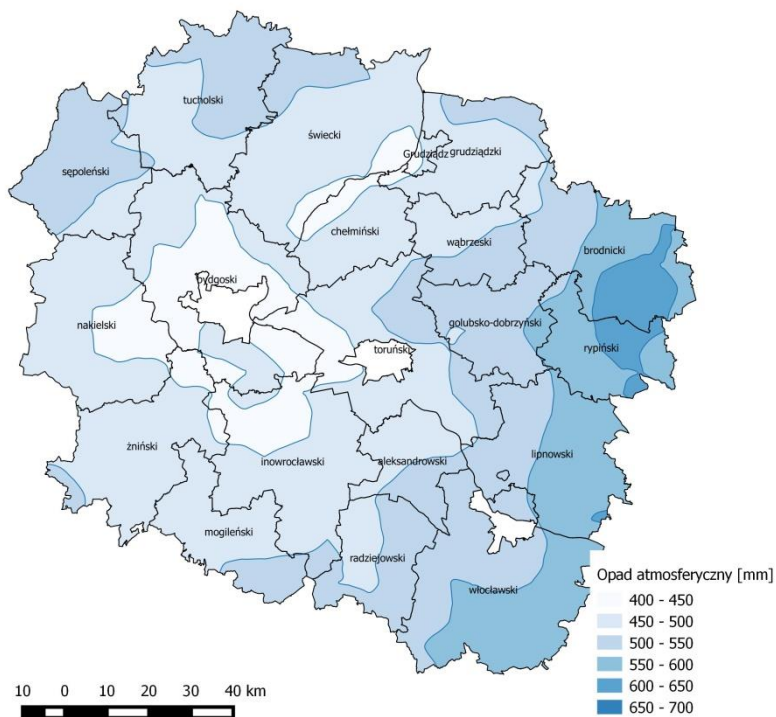 tucholski
świecki
Grudziądz grudziądzki
sępoleński
chełmiński
wąbrzeski
brodnicki
bydgoski
nakielski
toruński
golubsko-dobrzyński
rypiński
żniński
inowrocławski
aleksandrowski
lipnowski
mogileński
radziejowski
włocławski
Opad atmosferyczny [mm]
400 - 450
450 - 500
500 - 550
550 - 600
600 - 650
650 - 700
10 0 10 20 30 40 km